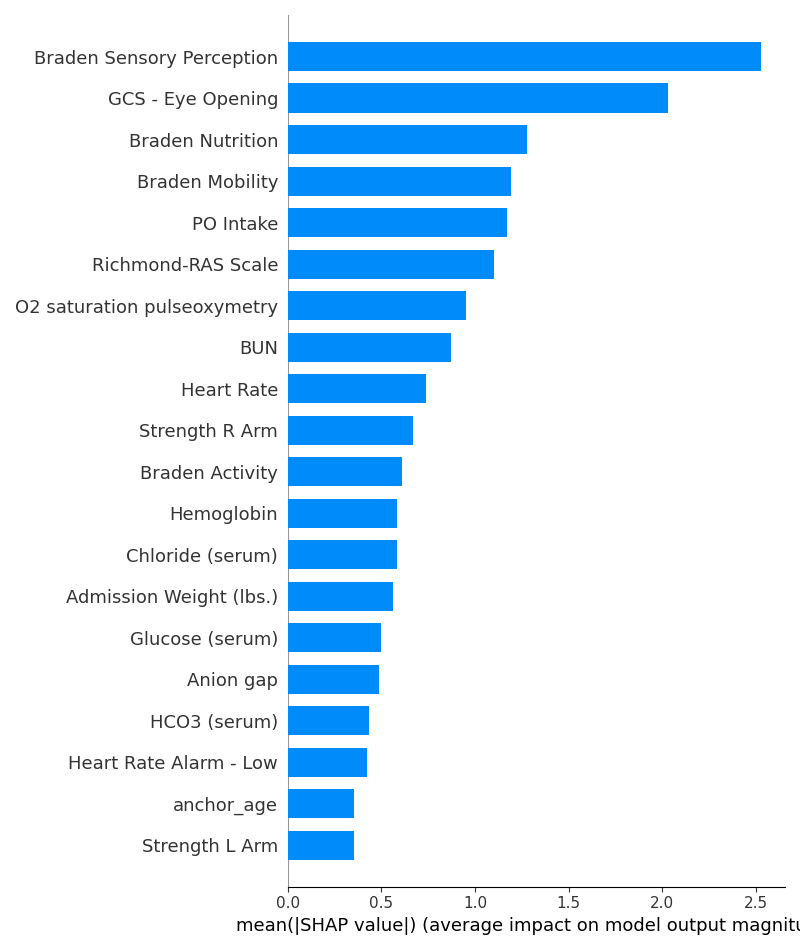 Braden Sensory Perception
GCS - Eye Opening
Braden Nutrition
Braden Mobility
PO Intake
Richmond-RAS Scale
O2 saturation pulseoxymetry
BUN
Heart Rate
Strength R Arm
Braden Activity
Hemoglobin
Chloride (serum)
Admission Weight (lbs.)
Glucose (serum)
Anion gap
HCO3 (serum)
Heart Rate Alarm - Low
anchor_age
Strength L Arm
0.0 0.5 1.0 1.5 2.0 2.5
mean(|SHAP value|) (average impact on model output magnitu